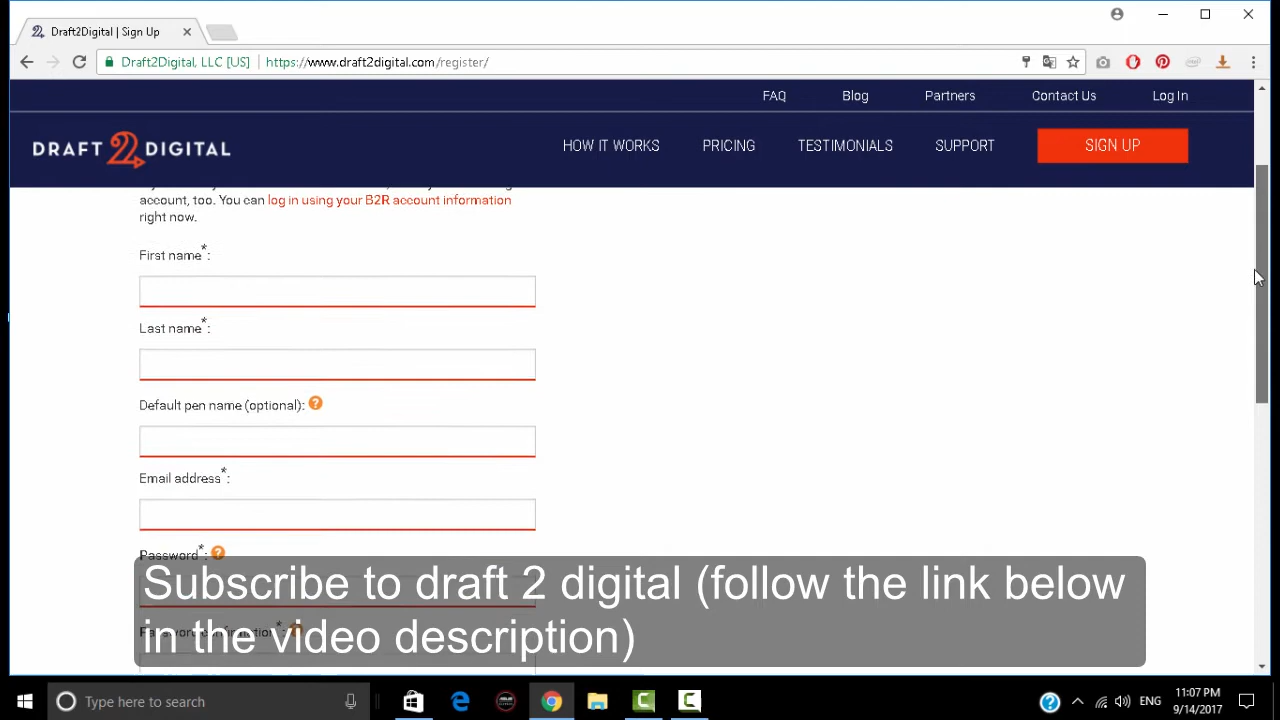 Draft2Digital | Sign Up
Draft2Digital, LLC [US]
https://www.draft2digital.com/register/
FAQ
Blog
Partners
Contact Us
Log In
DRAFT 2 DIGITAL
HOW IT WORKS
PRICING
TESTIMONIALS
SUPPORT
SIGN UP
account, too. You can log in using your B2R account information
right now.
First name*:
Last name*:
Default pen name (optional): ?
Email address*:
Password*: ?
Password confirmation*:
Subscribe to draft 2 digital (follow the link below
in the video description)
Type here to search
ENG
11:07 PM
9/14/2017